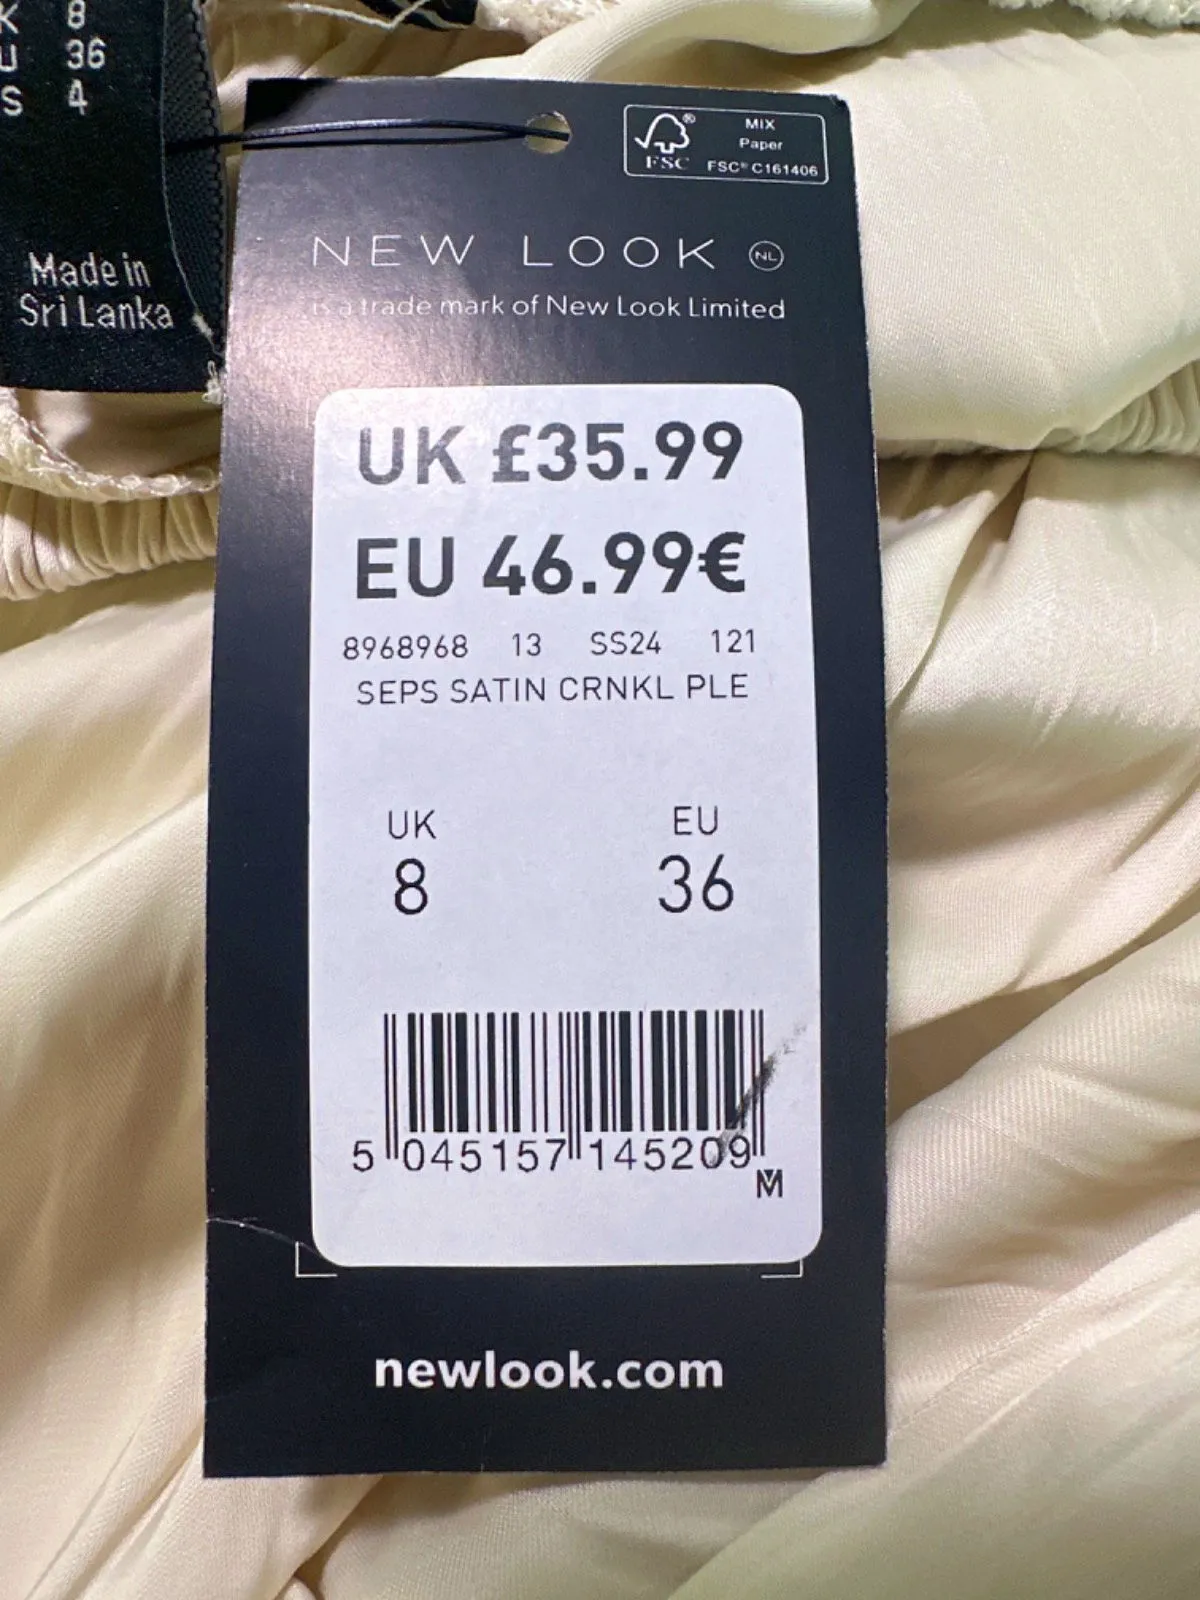 K 8
U 36
S 4
Made in
Sri Lanka
MIX
Paper
FSC® C161406
FSC®
NEW LOOK NL
is a trade mark of New Look Limited
UK £35.99
EU 46.99€
8968968 13 SS24 121
SEPS SATIN CRNKL PLE
UK EU
8 36
5 045157 145209
M
newlook.com